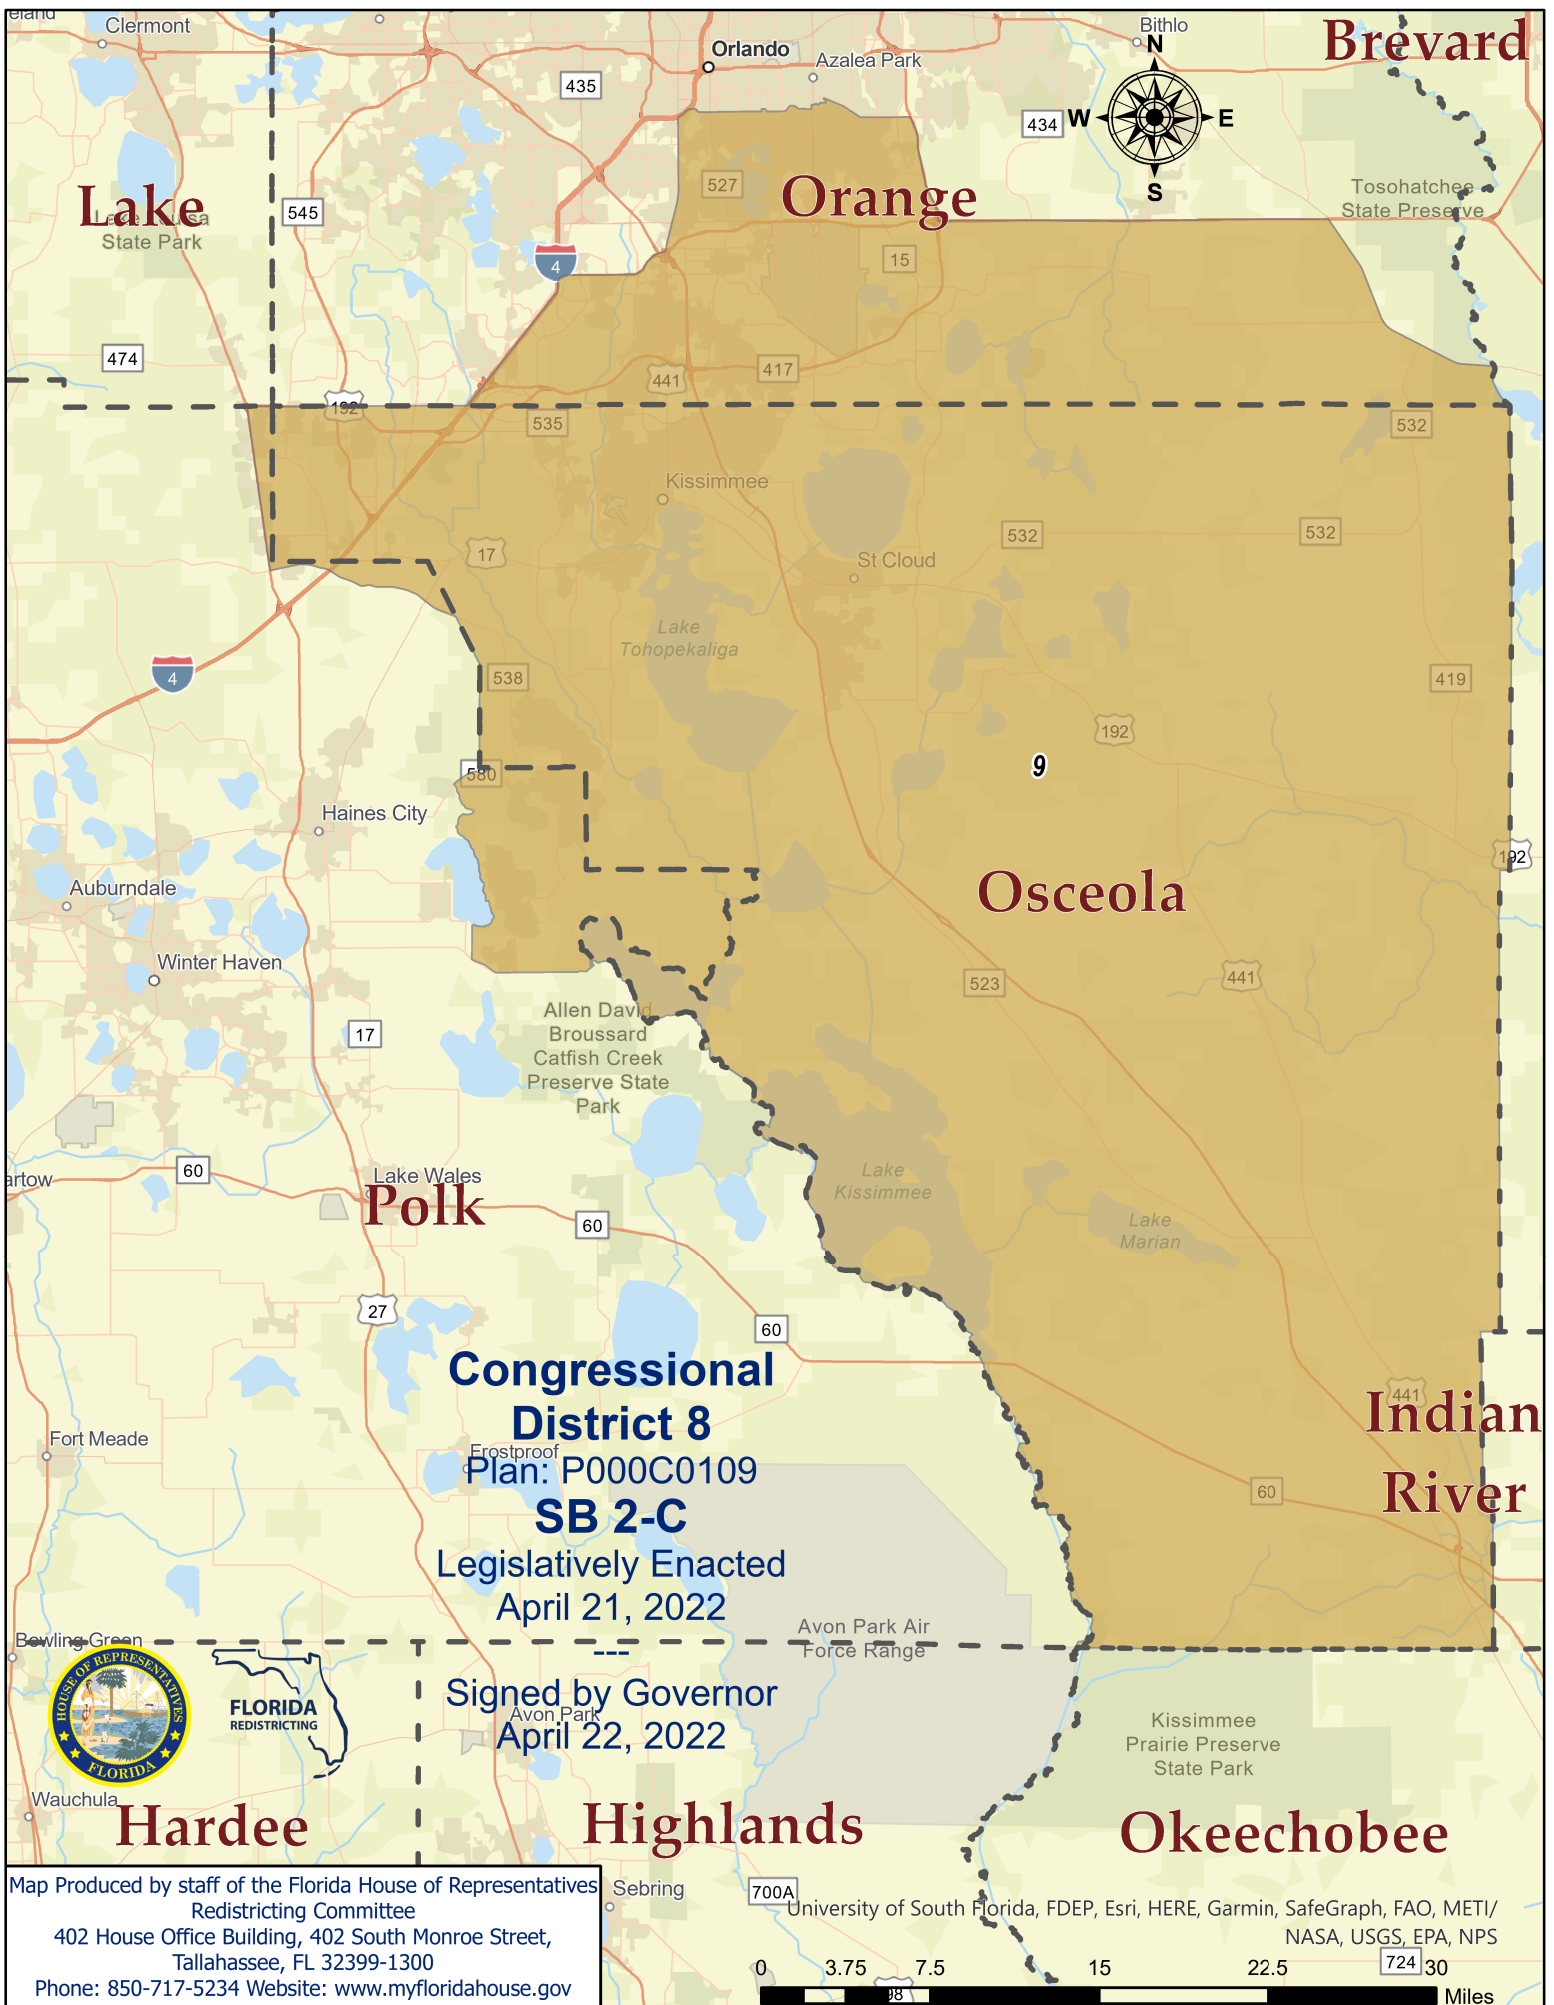 eland
Clermont
Orlando
Azalea Park
Bithlo
Brevard
435
434
N
W
E
S
527
Orange
Tosohatchee
State Preserve
Lake
State Park
545
4
15
474
441
417
192
535
532
Kissimmee
17
St Cloud
532
532
Lake
Tohopekaliga
4
538
419
192
9
580
Haines City
192
Auburndale
Osceola
Winter Haven
523
441
Allen David
Broussard
Catfish Creek
Preserve State
Park
17
60
artow
Lake Wales
Polk
60
Lake
Kissimmee
Lake
Marian
27
60
Congressional
District 8
Plan: P000C0109
SB 2-C
Legislatively Enacted
April 21, 2022
---
Signed by Governor
April 22, 2022
441
Indian
River
Fort Meade
Frostproof
60
Avon Park Air
Force Range
Bowling Green
HOUSE OF REPRESENTATIVES
FLORIDA
FLORIDA
REDISTRICTING
Avon Park
Kissimmee
Prairie Preserve
State Park
Wauchula
Hardee
Highlands
Okeechobee
Map Produced by staff of the Florida House of Representatives
Redistricting Committee
402 House Office Building, 402 South Monroe Street,
Tallahassee, FL 32399-1300
Phone: 850-717-5234 Website: www.myfloridahouse.gov
Sebring
700A
University of South Florida, FDEP, Esri, HERE, Garmin, SafeGraph, FAO, METI/
NASA, USGS, EPA, NPS
724
98
0 3.75 7.5 15 22.5 30
Miles